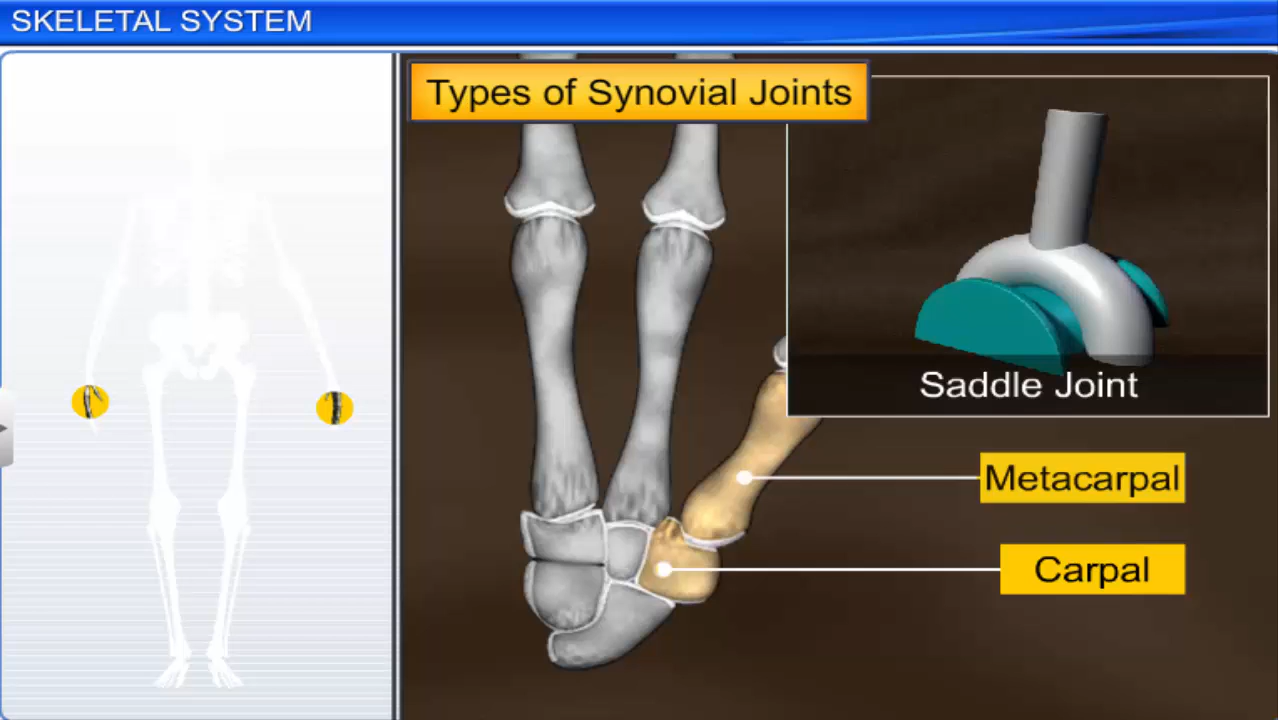 SKELETAL SYSTEM
Types of Synovial Joints
Saddle Joint
Metacarpal
Carpal